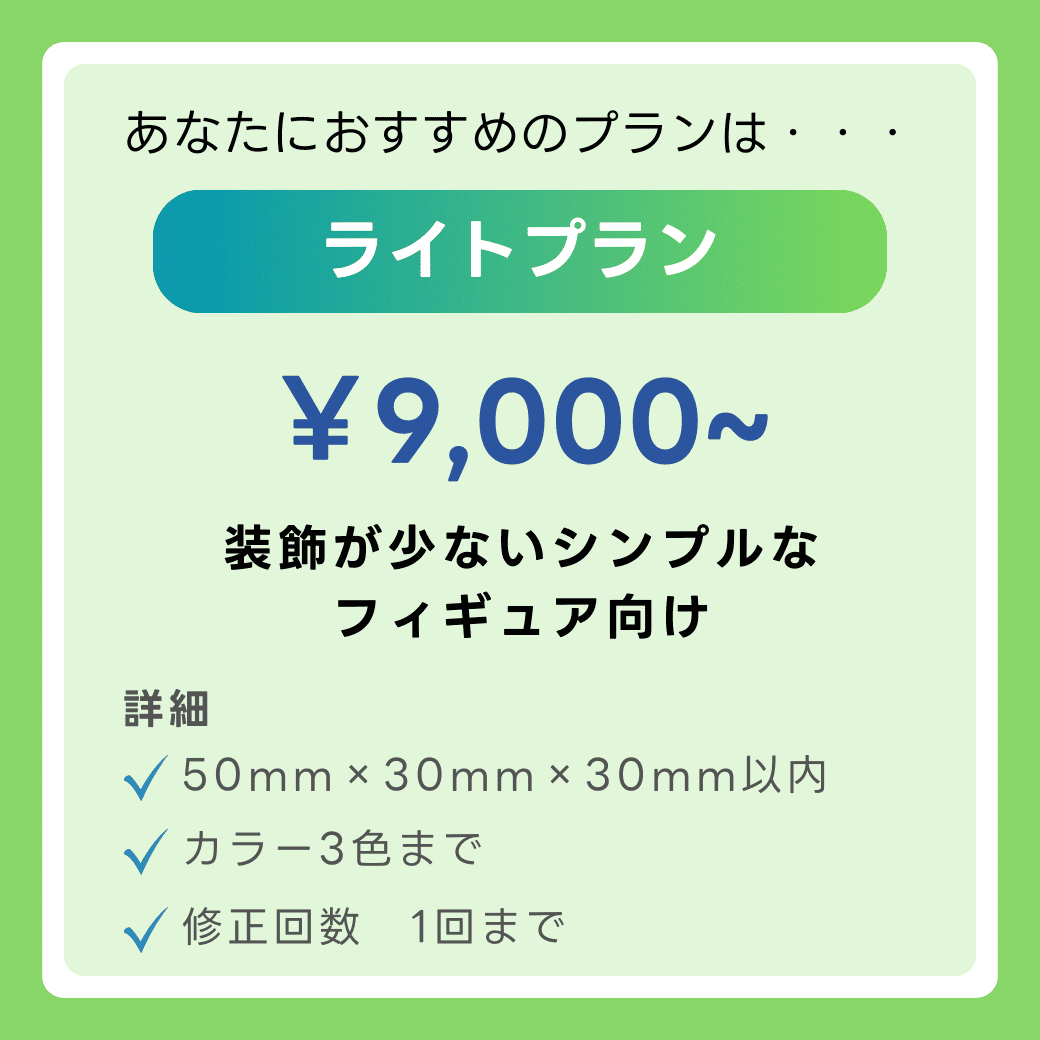 あなたにおすすめのプランは・・・
ライトプラン
¥9,000~
装飾が少ないシンプルな
フィギュア向け
詳細
50mm×30mm×30mm以内
カラー3色まで
修正回数　1回まで